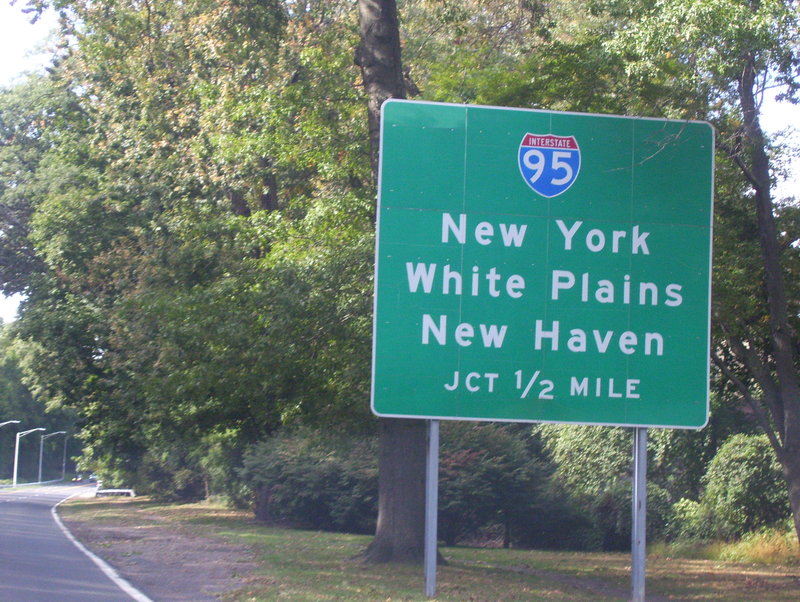 INTERSTATE
95
New York
White Plains
New Haven
JCT 1/2 MILE